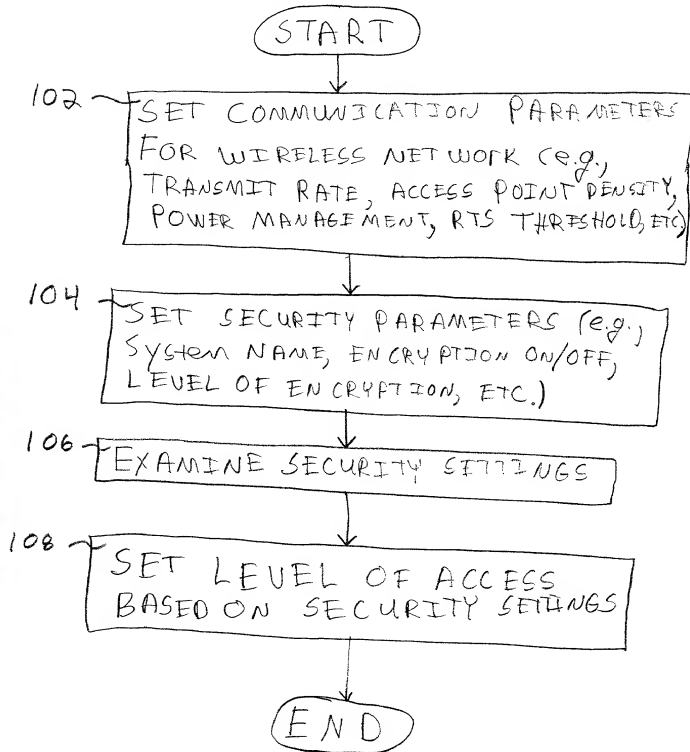 START
102
SET COMMUNICATION PARAMETERS
FOR WIRELESS NETWORK (e.g.,
TRANSMIT RATE, ACCESS POINT DENSITY,
POWER MANAGEMENT, RTS THRESHOLD, ETC)
104
SET SECURITY PARAMETERS (e.g.,
System NAME, ENCRYPTION ON/OFF,
LEVEL OF ENCRYPTION, ETC.)
106
EXAMINE SECURITY SETTINGS
108
SET LEVEL OF ACCESS
BASED ON SECURITY SETTINGS
END